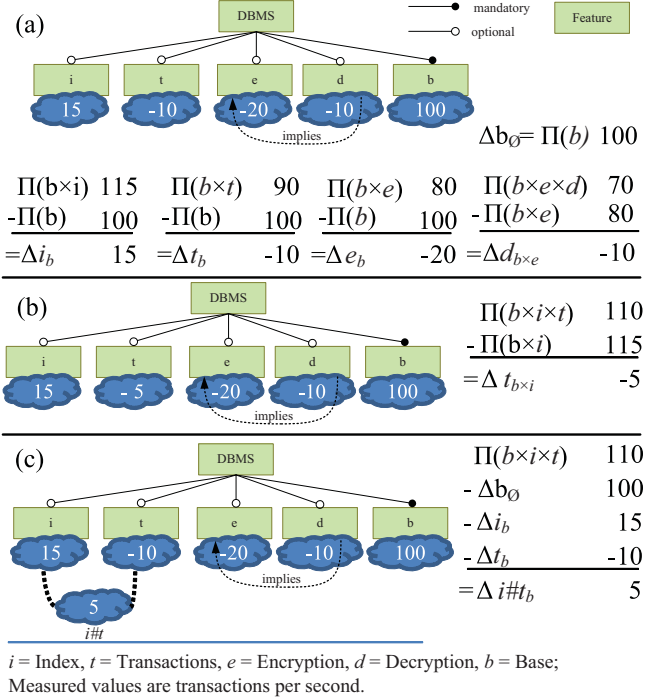 (a)
DBMS
mandatory
optional
Feature
i t e d b
15 -10 -20 -10 100
implies
Δb∅= Π(b) 100
Π(b×i) 115
-Π(b) 100
=Δi_b 15
Π(b×t) 90
-Π(b) 100
=Δt_b -10
Π(b×e) 80
-Π(b) 100
=Δe_b -20
Π(b×e×d) 70
-Π(b×e) 80
=Δd_b×e -10
(b)
DBMS
i t e d b
15 - 5 -20 -10 100
implies
Π(b×i×t) 110
- Π(b×i) 115
=Δ t_b×i -5
(c)
DBMS
i t e d b
15 -10 -20 -10 100
implies
5
i#t
Π(b×i×t) 110
- Δb∅ 100
- Δi_b 15
- Δt_b -10
=Δ i#t_b 5
i = Index, t = Transactions, e = Encryption, d = Decryption, b = Base;
Measured values are transactions per second.